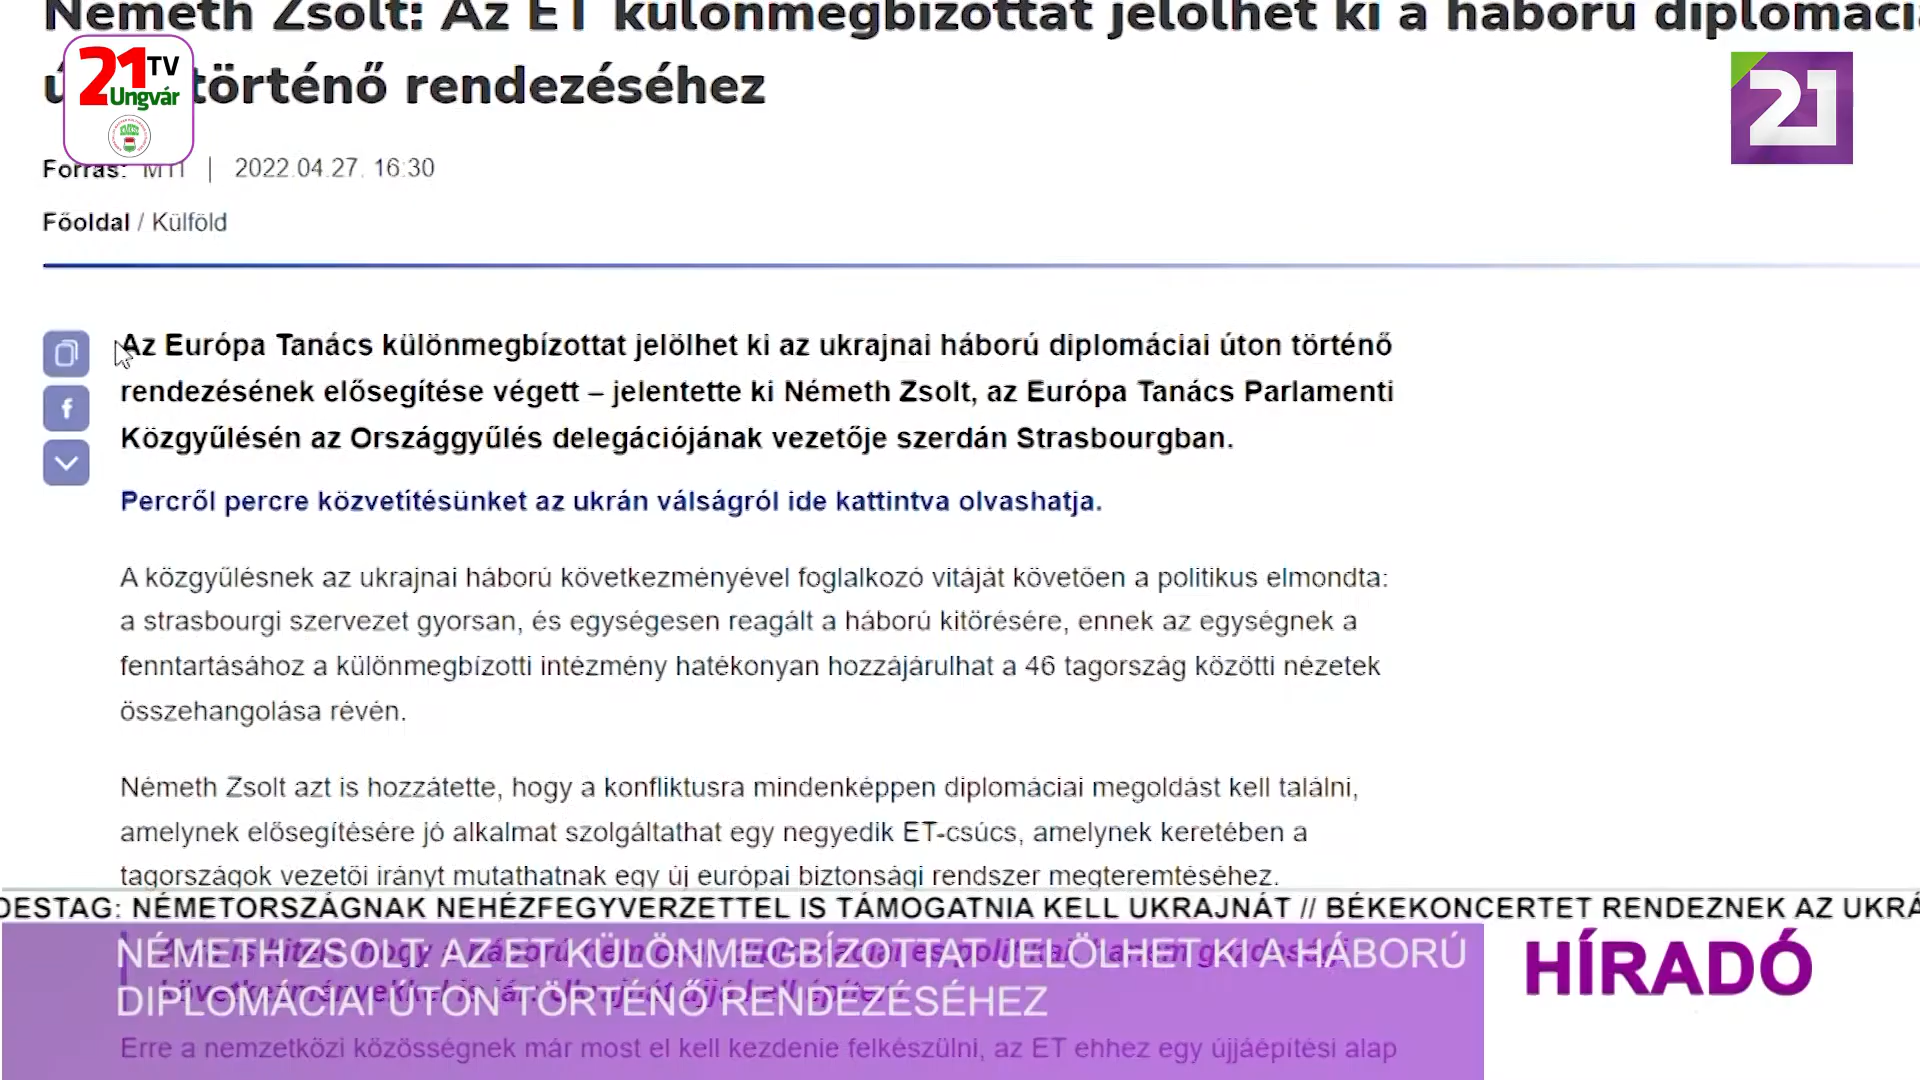 Németh Zsolt: Az ET különmegbízottat jelölhet ki a háború
történő rendezéséhez
21 TV
Ungvár
21
Forrás: MTI | 2022.04.27. 16:30
Főoldal / Külföld
Az Európa Tanács különmegbízottat jelölhet ki az ukrajnai háború diplomáciai úton történő
rendezésének elősegítése végett – jelentette ki Németh Zsolt, az Európa Tanács Parlamenti
Közgyűlésén az Országgyűlés delegációjának vezetője szerdán Strasbourgban.
Percről percre közvetítésünket az ukrán válságról ide kattintva olvashatja.
A közgyűlésnek az ukrajnai háború következményével foglalkozó vitáját követően a politikus elmondta:
a strasbourgi szervezet gyorsan, és egységesen reagált a háború kitörésére, ennek az egységnek a
fenntartásához a különmegbízotti intézmény hatékonyan hozzájárulhat a 46 tagország közötti nézetek
összehangolása révén.
Németh Zsolt azt is hozzátette, hogy a konfliktusra mindenképpen diplomáciai megoldást kell találni,
amelynek elősegítésére jó alkalmat szolgáltathat egy negyedik ET-csúcs, amelynek keretében a
tagországok vezetői irányt mutathatnak egy új európai biztonsági rendszer megteremtéséhez.
DESTAG: NÉMETORSZÁGNAK NEHÉZFEGYVERZETTEL IS TÁMOGATNIA KELL UKRAJNÁT // BÉKEKONCERTET RENDEZNEK AZ UKRÁ
NÉMETH ZSOLT: AZ ET KÜLÖNMEGBÍZOTTAT JELÖLHET KI A HÁBORÚ
DIPLOMÁCIAI ÚTON TÖRTÉNŐ RENDEZÉSÉHEZ
HÍRADÓ
Erre a nemzetközi közösségnek már most el kell kezdenie felkészülni, az ET ehhez egy újjáépítési alap